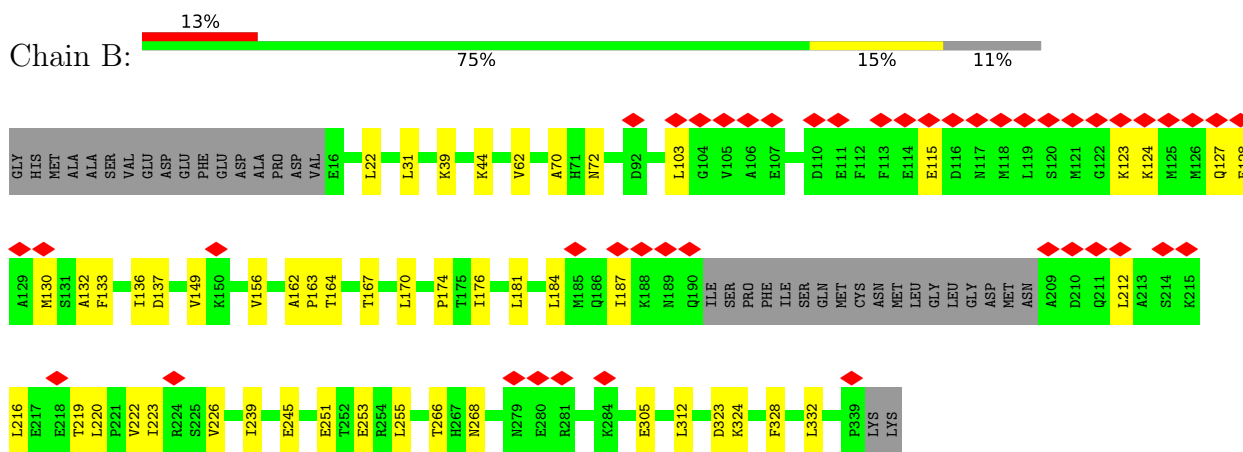 13%
Chain B:
75% 15% 11%
GLY HIS MET ALA ALA SER VAL GLU ASP GLU PHE GLU ASP ALA PRO ASP VAL E16 L22 L31 K39 K44 V62 A70 H71 N72 D92 L103 G104 V105 A106 E107 D110 E111 F112 F113 E114 E115 D116 N117 M118 L119 S120 M121 G122 K123 K124 M125 M126 Q127 E128
A129 M130 S131 A132 F133 I136 D137 V149 K150 V156 A162 P163 T164 T167 L170 P174 T175 I176 L181 L184 M185 Q186 I187 K188 N189 Q190 ILE SER PRO PHE ILE SER GLN MET CYS ASN MET LEU GLY LEU GLY ASP MET ASN A209 D210 Q211 L212 A213 S214 K215
L216 E217 E218 T219 L220 P221 V222 I223 R224 S225 V226 I239 E245 E251 T252 E253 R254 L255 T266 H267 N268 N279 E280 R281 K284 E305 L312 D323 K324 F328 L332 P339 LYS LYS